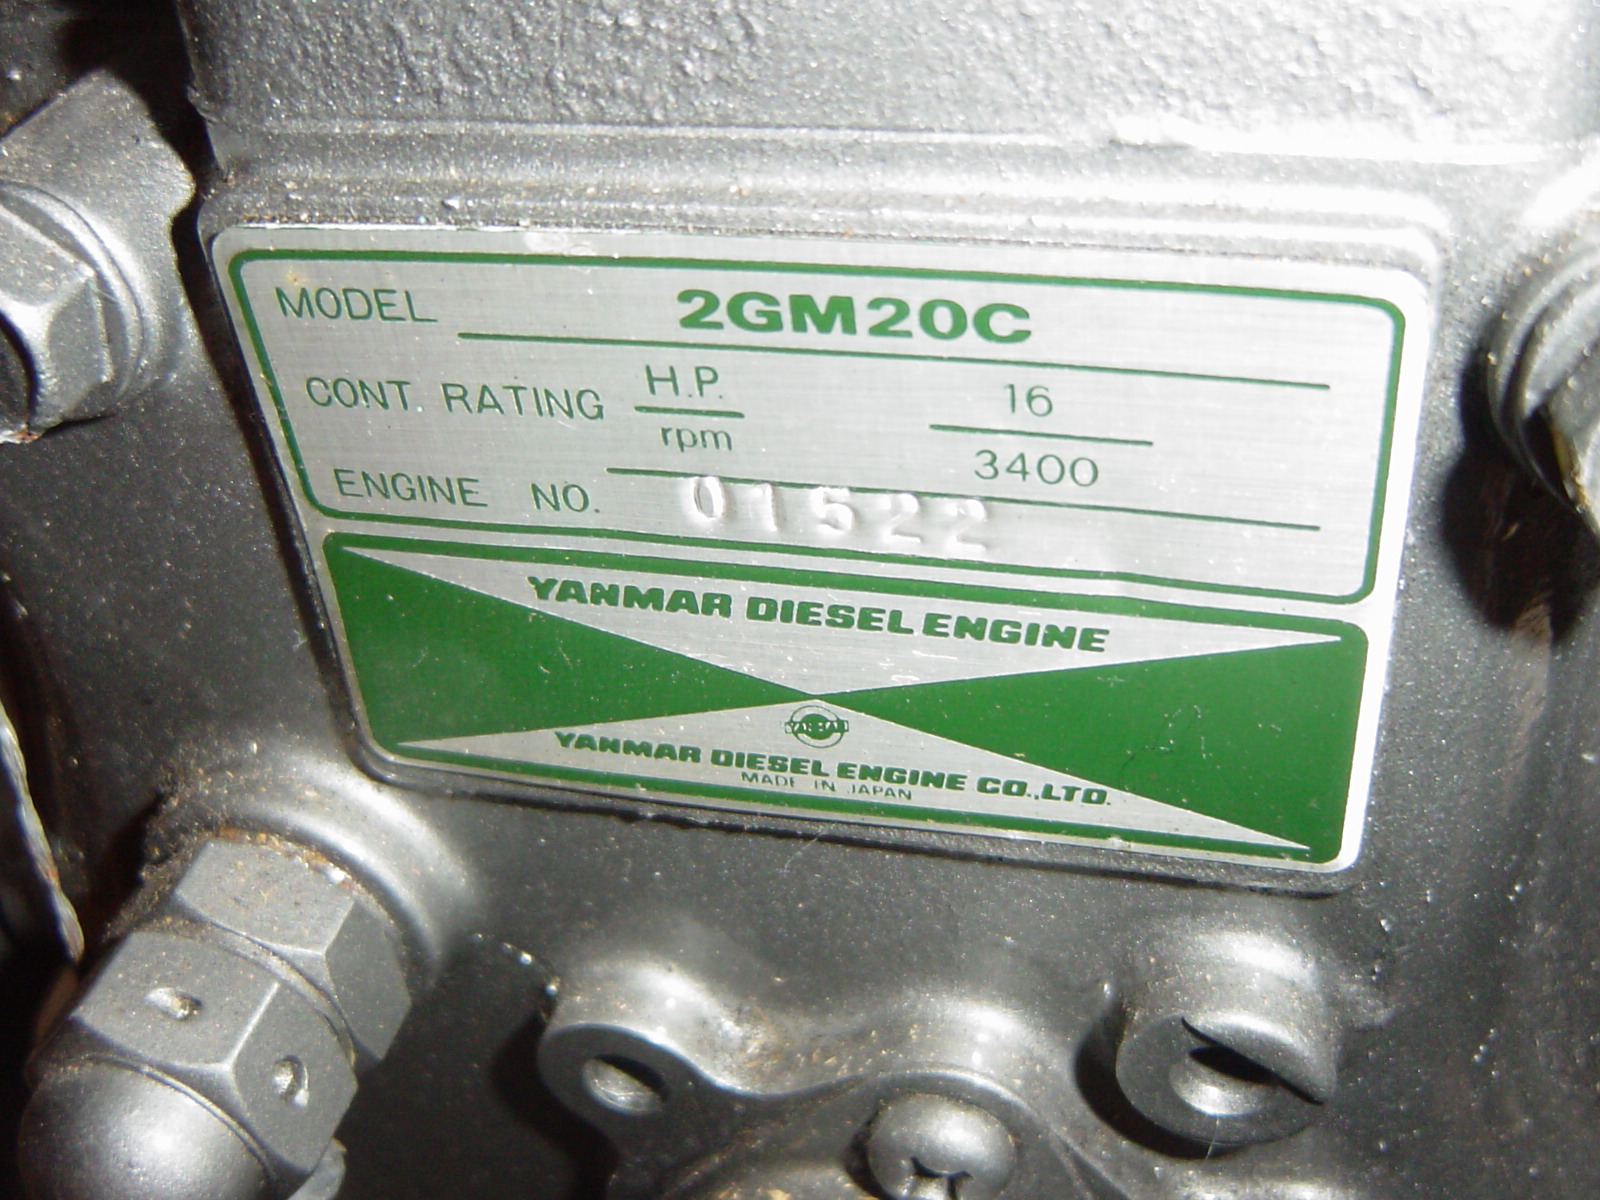 MODEL 2GM20C
CONT. RATING H.P. 16
rpm 3400
ENGINE NO. 01522
YANMAR DIESEL ENGINE
YANMAR
YANMAR DIESEL ENGINE CO.,LTD.
MADE IN JAPAN